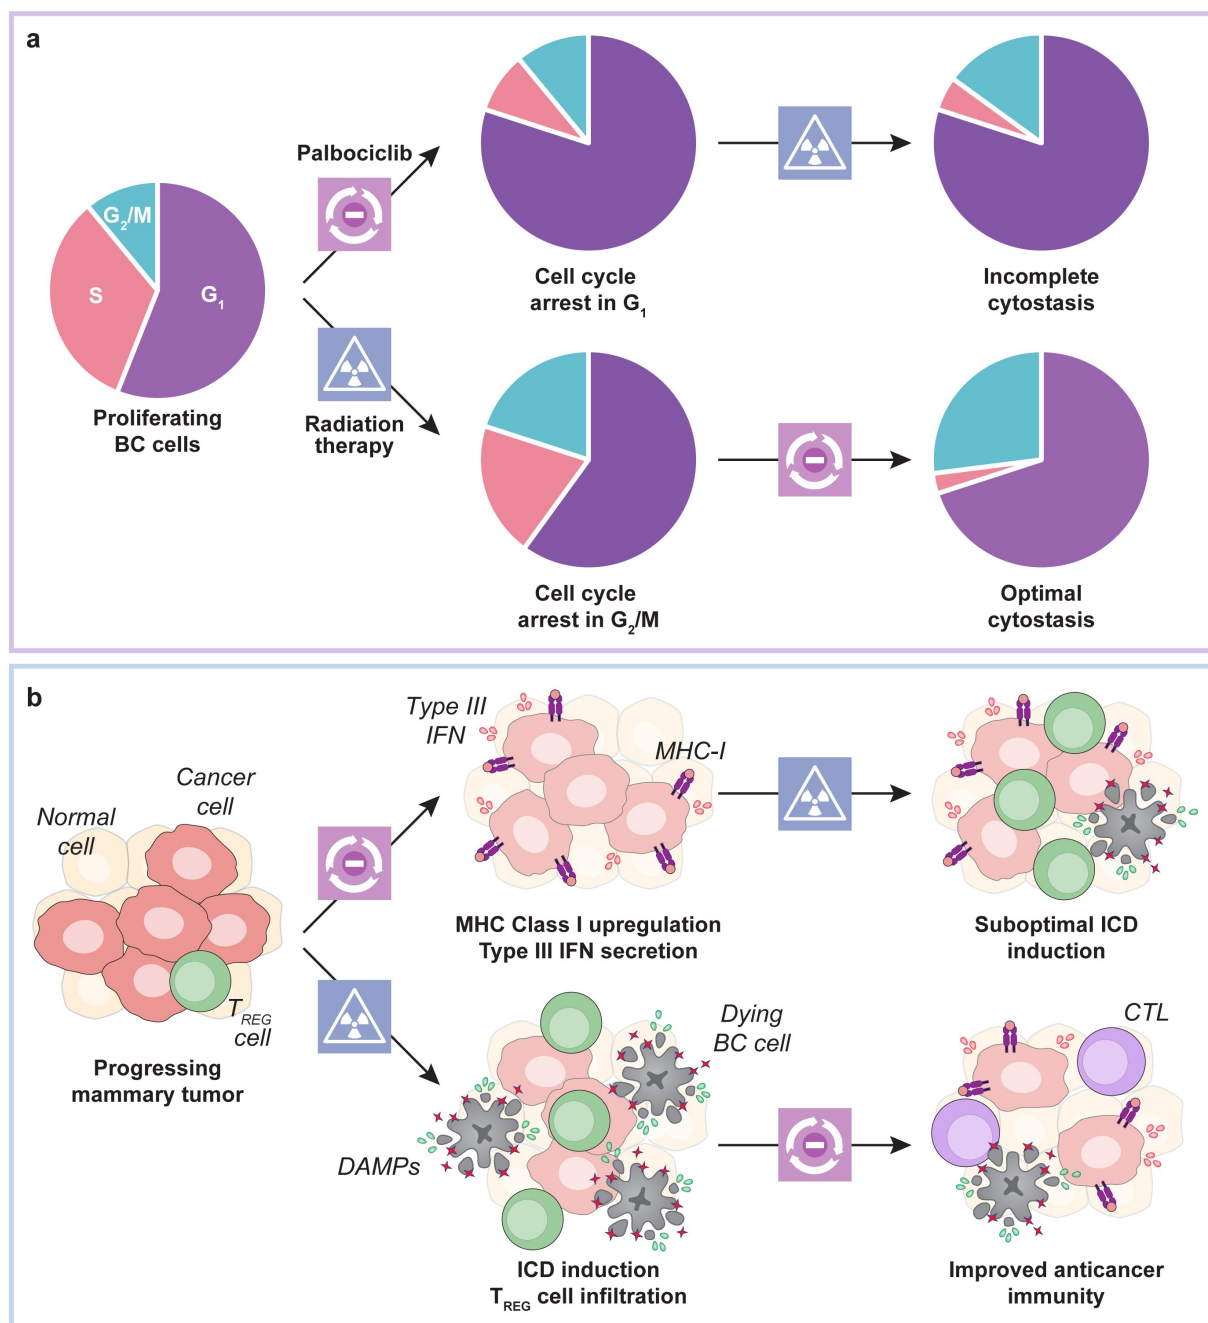 a
Palbociclib
G2/M
S
G1
Proliferating
BC cells
Radiation
therapy
Cell cycle
arrest in G1
Incomplete
cytostasis
Cell cycle
arrest in G2/M
Optimal
cytostasis
b
Normal
cell
Cancer
cell
TREG
cell
Progressing
mammary tumor
Type III
IFN
MHC-I
MHC Class I upregulation
Type III IFN secretion
Suboptimal ICD
induction
DAMPs
Dying
BC cell
ICD induction
TREG cell infiltration
CTL
Improved anticancer
immunity